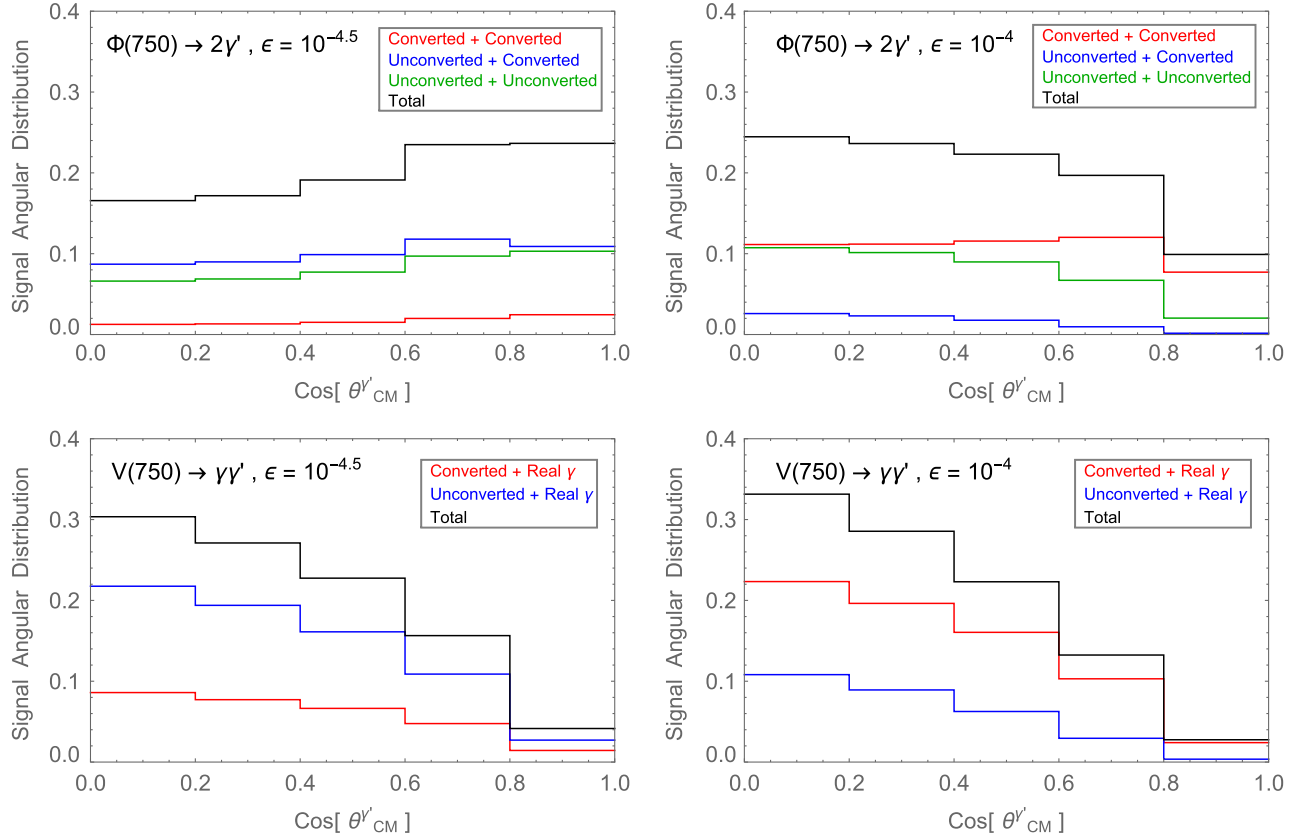 Φ(750) → 2γ' , ϵ = 10^-4.5
Converted + Converted
Unconverted + Converted
Unconverted + Unconverted
Total
Signal Angular Distribution
0.4
0.3
0.2
0.1
0.0
0.0 0.2 0.4 0.6 0.8 1.0
Cos[ θ^γ'_CM ]
Φ(750) → 2γ' , ϵ = 10^-4
Converted + Converted
Unconverted + Converted
Unconverted + Unconverted
Total
Signal Angular Distribution
0.4
0.3
0.2
0.1
0.0
0.0 0.2 0.4 0.6 0.8 1.0
Cos[ θ^γ'_CM ]
V(750) → γγ' , ϵ = 10^-4.5
Converted + Real γ
Unconverted + Real γ
Total
Signal Angular Distribution
0.4
0.3
0.2
0.1
0.0
0.0 0.2 0.4 0.6 0.8 1.0
Cos[ θ^γ'_CM ]
V(750) → γγ' , ϵ = 10^-4
Converted + Real γ
Unconverted + Real γ
Total
Signal Angular Distribution
0.4
0.3
0.2
0.1
0.0
0.0 0.2 0.4 0.6 0.8 1.0
Cos[ θ^γ'_CM ]